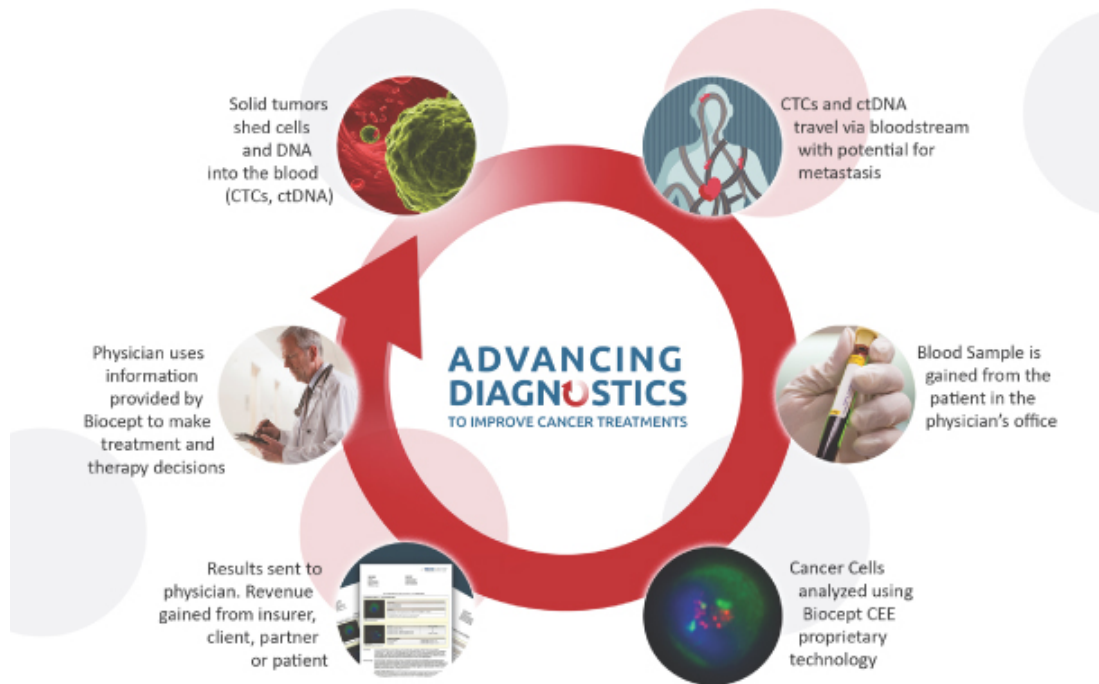 Solid tumors
shed cells
and DNA
into the blood
(CTCs, ctDNA)
CTCs and ctDNA
travel via bloodstream
with potential for
metastasis
Blood Sample is
gained from the
patient in the
physician's office
Cancer Cells
analyzed using
Biocept CEE
proprietary
technology
Results sent to
physician. Revenue
gained from insurer,
client, partner
or patient
Physician uses
information
provided by
Biocept to make
treatment and
therapy decisions
ADVANCING
DIAGNOSTICS
TO IMPROVE CANCER TREATMENTS